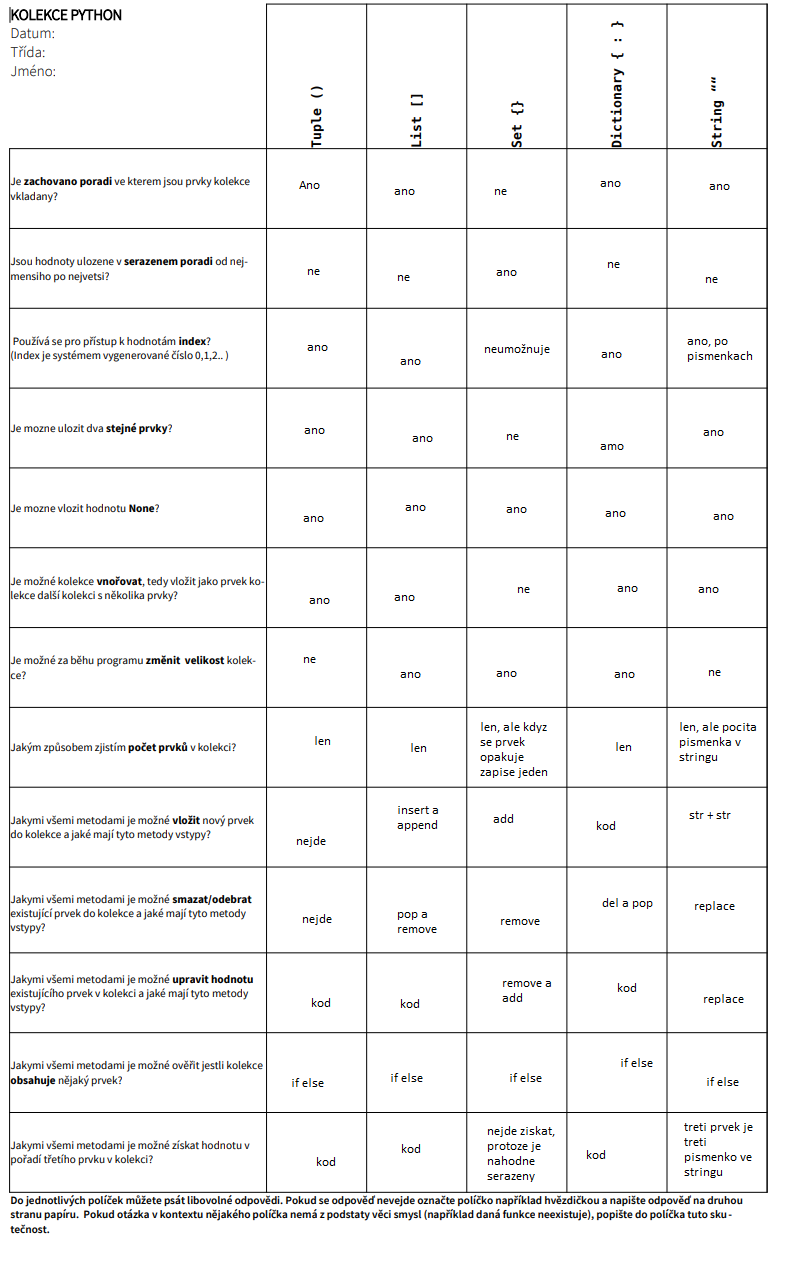 KOLEKCE PYTHON
Datum:
Třída:
Jméno:
Tuple ()
List []
Set {}
Dictionary { : }
String “”
Je zachovano poradi ve kterem jsou prvky kolekce
vkladany?
Ano
ano
ne
ano
ano
Jsou hodnoty ulozene v serazenem poradi od nej-
mensiho po nejvetsi?
ne
ne
ano
ne
ne
Používá se pro přístup k hodnotám index?
(Index je systémem vygenerované číslo 0,1,2.. )
ano
ano
neumožnuje
ano
ano, po
pismenkach
Je mozne ulozit dva stejné prvky?
ano
ano
ne
amo
ano
Je mozne vlozit hodnotu None?
ano
ano
ano
ano
ano
Je možné kolekce vnořovat, tedy vložit jako prvek ko-
lekce další kolekci s několika prvky?
ano
ano
ne
ano
ano
Je možné za běhu programu změnit velikost kolek-
ce?
ne
ano
ano
ano
ne
Jakým způsobem zjistím počet prvků v kolekci?
len
len
len, ale kdyz
se prvek
opakuje
zapise jeden
len
len, ale pocita
pismenka v
stringu
Jakymi všemi metodami je možné vložit nový prvek
do kolekce a jaké mají tyto metody vstypy?
nejde
insert a
append
add
kod
str + str
Jakymi všemi metodami je možné smazat/odebrat
existující prvek do kolekce a jaké mají tyto metody
vstypy?
nejde
pop a
remove
remove
del a pop
replace
Jakymi všemi metodami je možné upravit hodnotu
existujícího prvek v kolekci a jaké mají tyto metody
vstypy?
kod
kod
remove a
add
kod
replace
Jakymi všemi metodami je možné ověřit jestli kolekce
obsahuje nějaký prvek?
if else
if else
if else
if else
if else
Jakymi všemi metodami je možné získat hodnotu v
pořadí třetího prvku v kolekci?
kod
kod
nejde ziskat,
protoze je
nahodne
serazeny
kod
treti prvek je
treti
pismenko ve
stringu
Do jednotlivých políček můžete psát libovolné odpovědi. Pokud se odpověď nevejde označte políčko například hvězdičkou a napište odpověď na druhou
stranu papíru. Pokud otázka v kontextu nějakého políčka nemá z podstaty věci smysl (například daná funkce neexistuje), popište do políčka tuto sku-
tečnost.